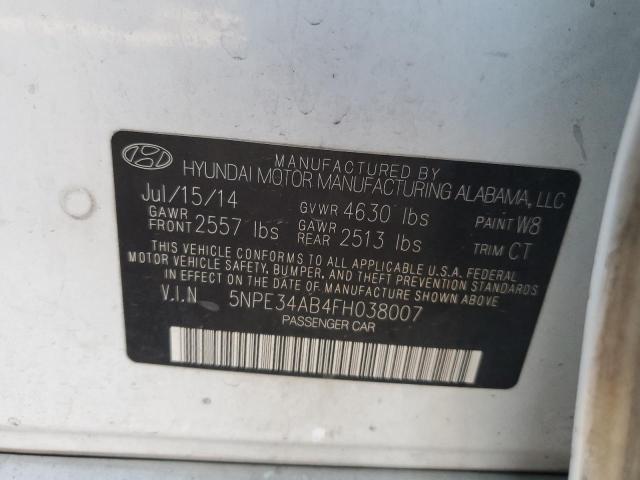 MANUFACTURED BY
HYUNDAI MOTOR MANUFACTURING ALABAMA, LLC
Jul/15/14 GVWR 4630 lbs PAINT W8
GAWR FRONT 2557 lbs GAWR REAR 2513 lbs TRIM CT
THIS VEHICLE CONFORMS TO ALL APPLICABLE U.S.A. FEDERAL
MOTOR VEHICLE SAFETY, BUMPER, AND THEFT PREVENTION STANDARDS
IN EFFECT ON THE DATE OF MANUFACTURE SHOWN ABOVE
V.I.N. 5NPE34AB4FH038007
PASSENGER CAR